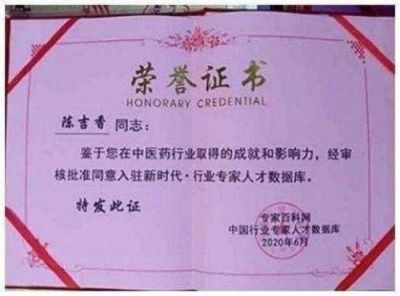 荣誉证书
HONORARY CREDENTIAL
陈吉香 同志：
鉴于您在中医药行业取得的成就和影响力，经审
核批准同意入驻新时代·行业专家人才数据库。
特发此证
专家百科网
中国行业专家人才数据库
2020年6月